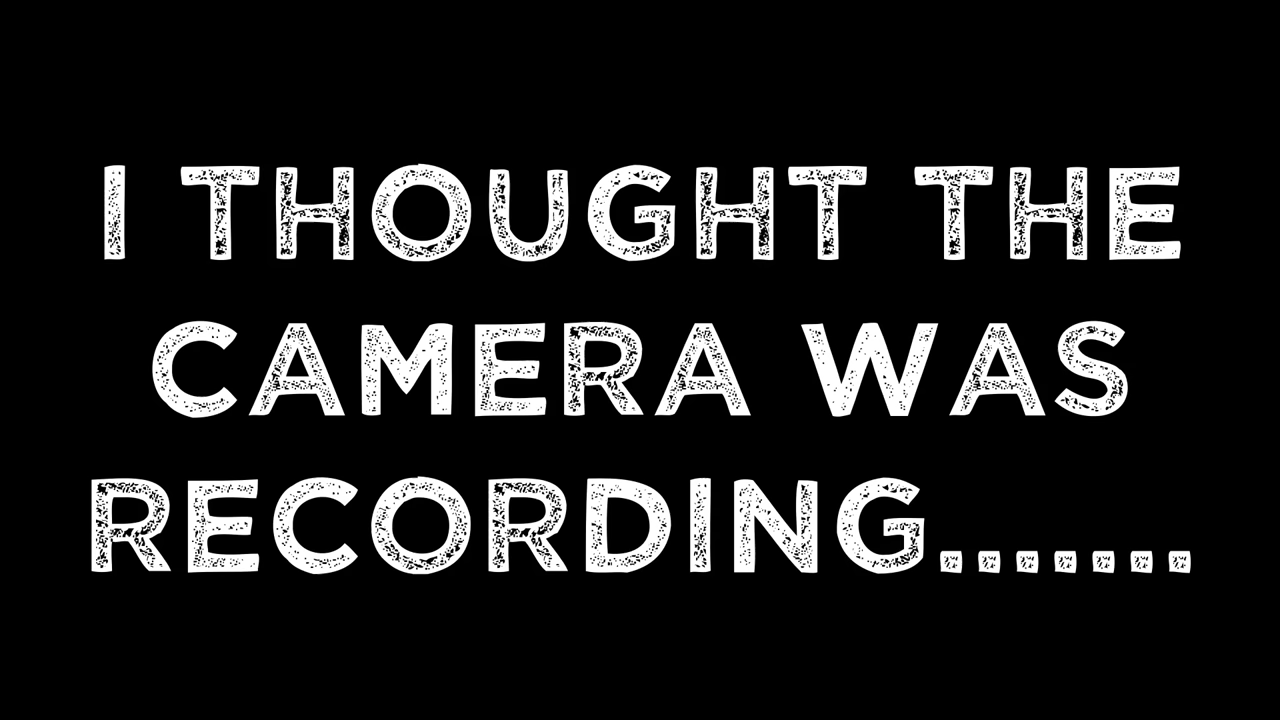 I THOUGHT THE
CAMERA WAS
RECORDING.......